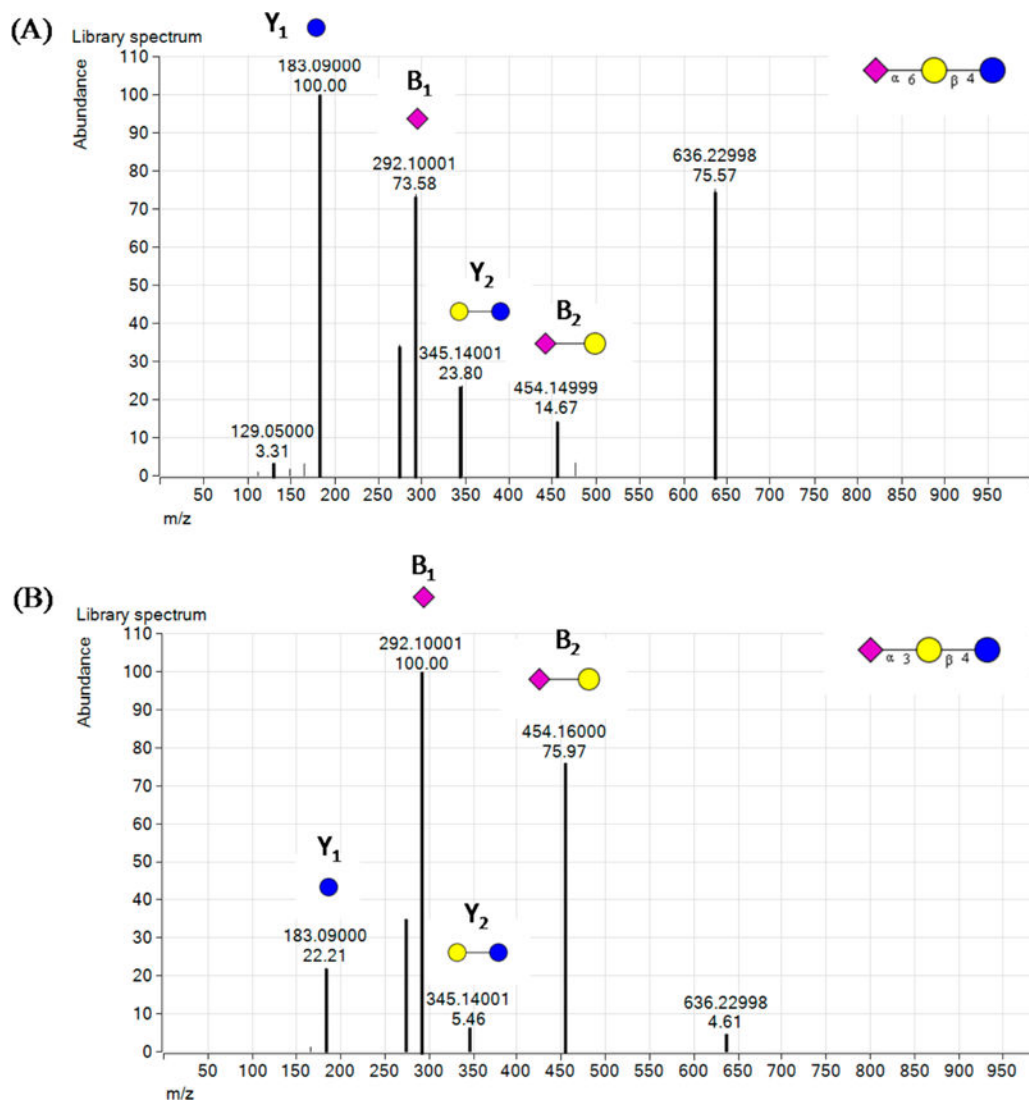 (A)
Library spectrum
Y1
Abundance
110
100
90
80
70
60
50
40
30
20
10
0
183.09000
100.00
B1
292.10001
73.58
α 6 β 4
636.22998
75.57
Y2
345.14001
23.80
B2
454.14999
14.67
129.05000
3.31
50 100 150 200 250 300 350 400 450 500 550 600 650 700 750 800 850 900 950
m/z
(B)
Library spectrum
B1
Abundance
110
100
90
80
70
60
50
40
30
20
10
0
292.10001
100.00
B2
454.16000
75.97
α 3 β 4
Y1
183.09000
22.21
Y2
345.14001
5.46
636.22998
4.61
50 100 150 200 250 300 350 400 450 500 550 600 650 700 750 800 850 900 950
m/z